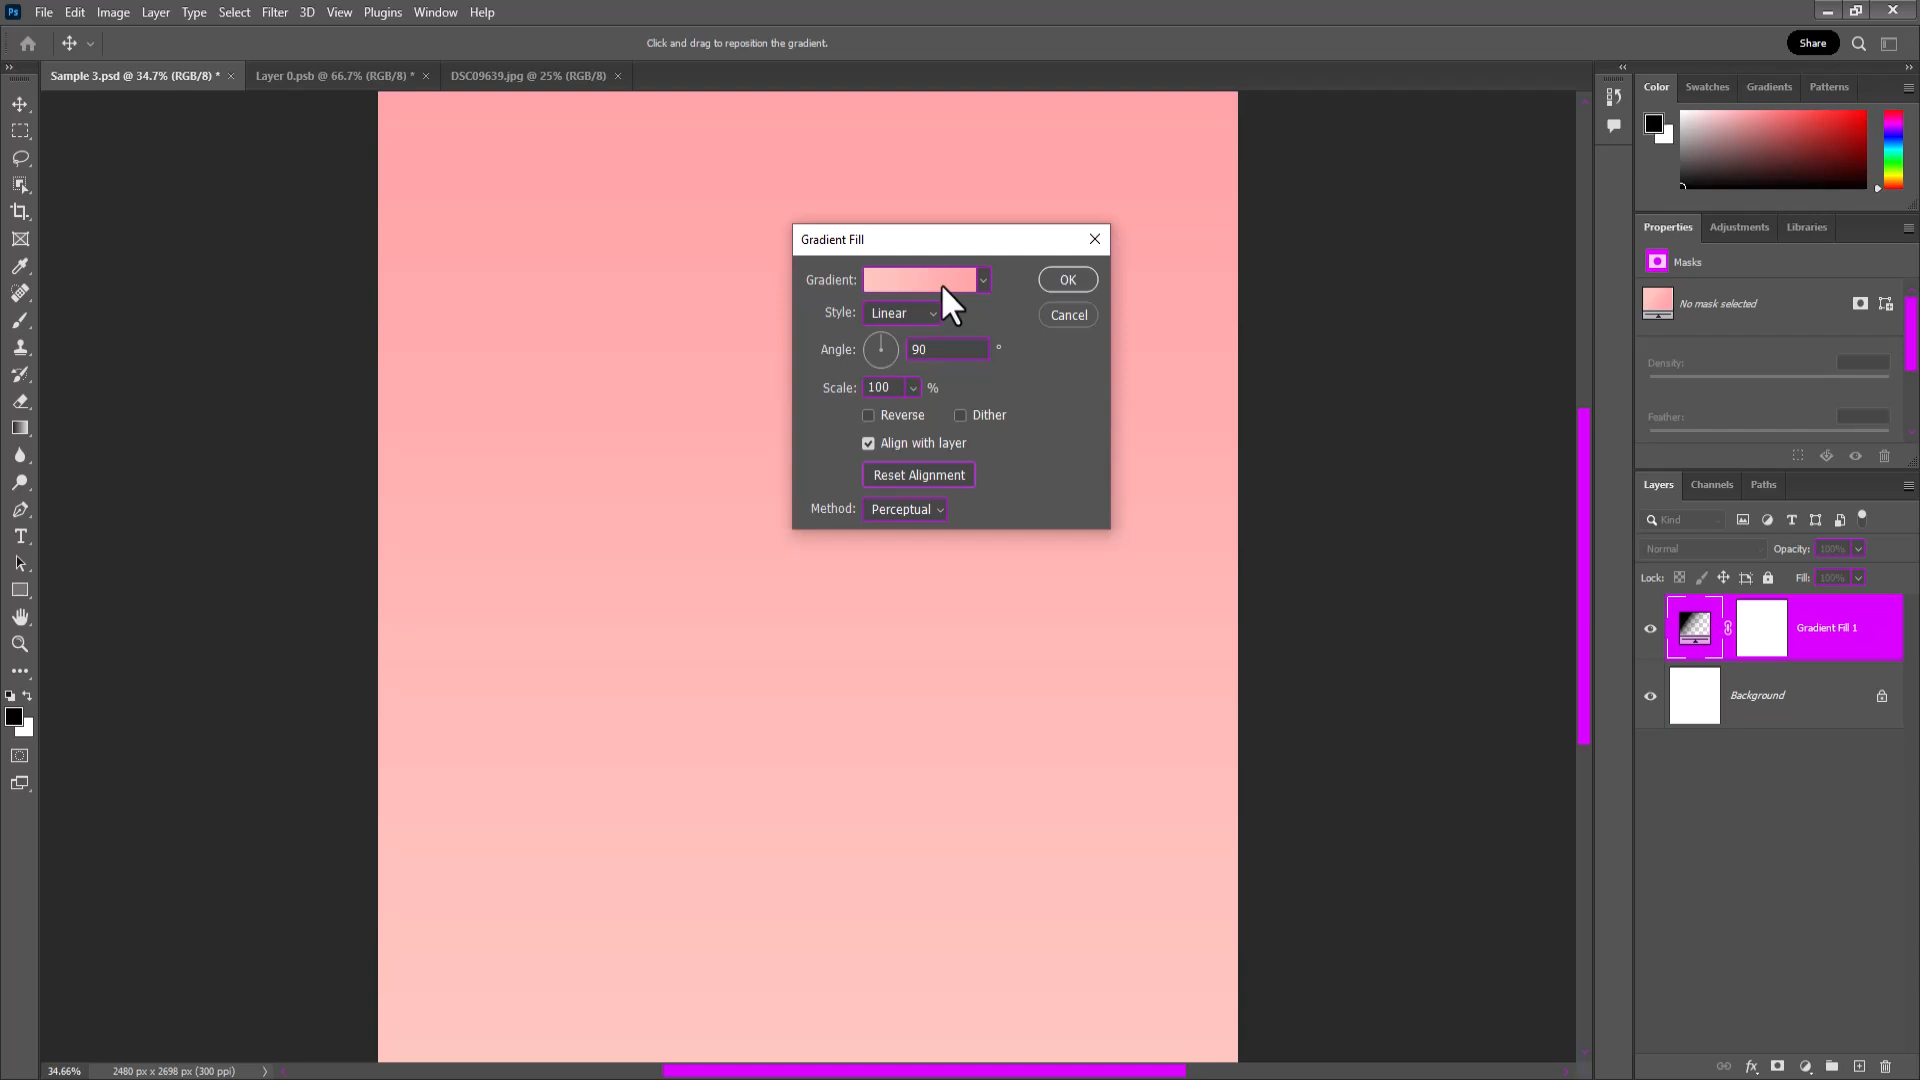 Ps File Edit Image Layer Type Select Filter 3D View Plugins Window Help
Click and drag to reposition the gradient.
Share
Sample 3.psd @ 34.7% (RGB/8) * × Layer 0.psb @ 66.7% (RGB/8) * × DSC09639.jpg @ 25% (RGB/8) ×
Color Swatches Gradients Patterns
Properties Adjustments Libraries
Masks
No mask selected
Density:
Feather:
Gradient Fill
Gradient:
OK
Style: Linear
Cancel
Angle: 90 °
Scale: 100 %
Reverse Dither
Align with layer
Reset Alignment
Method: Perceptual
Layers Channels Paths
Kind
Normal Opacity: 100%
Lock: Fill: 100%
Gradient Fill 1
Background
T
fx
34.66% 2480 px x 2698 px (300 ppi)